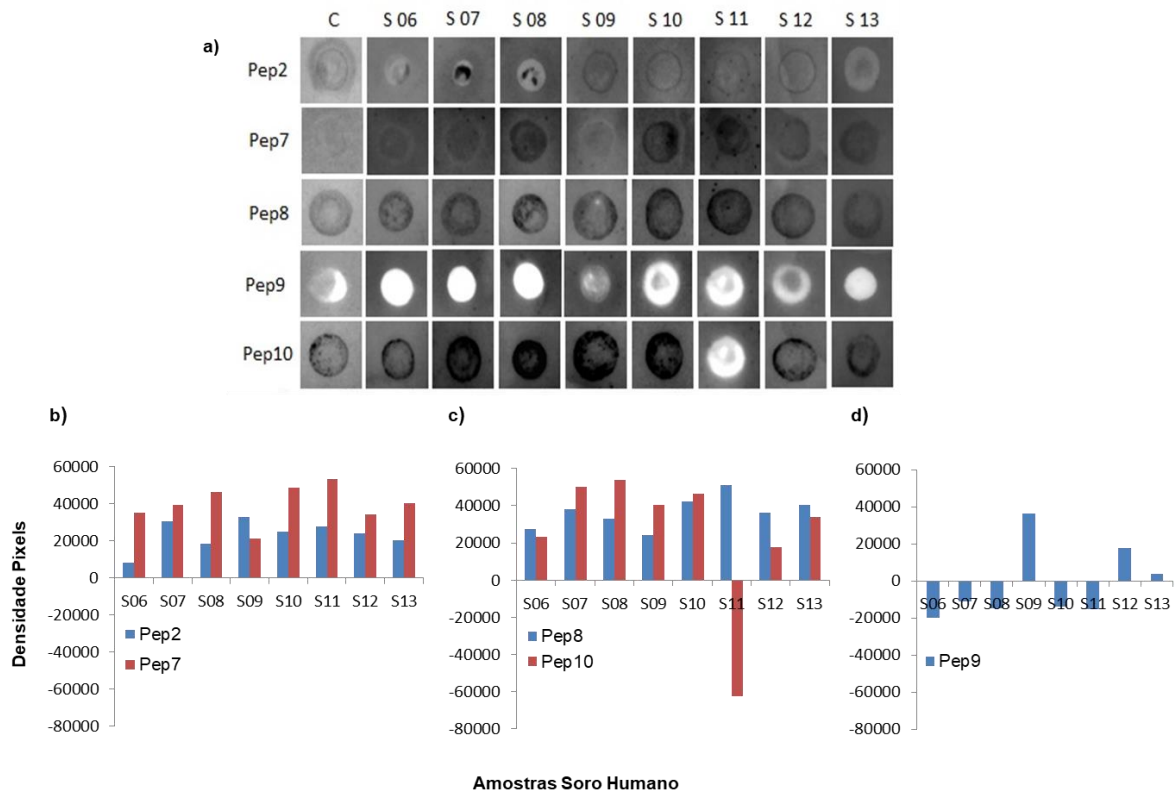 C S 06 S 07 S 08 S 09 S 10 S 11 S 12 S 13
a)
Pep2
Pep7
Pep8
Pep9
Pep10
b) c) d)
Densidade Pixels
60000
40000
20000
0
-20000
-40000
-60000
-80000
S06 S07 S08 S09 S10 S11 S12 S13
Pep2
Pep7
60000
40000
20000
0
-20000
-40000
-60000
-80000
S06 S07 S08 S09 S10 S11 S12 S13
Pep8
Pep10
60000
40000
20000
0
-20000
-40000
-60000
-80000
S06 S07 S08 S09 S10 S11 S12 S13
Pep9
Amostras Soro Humano